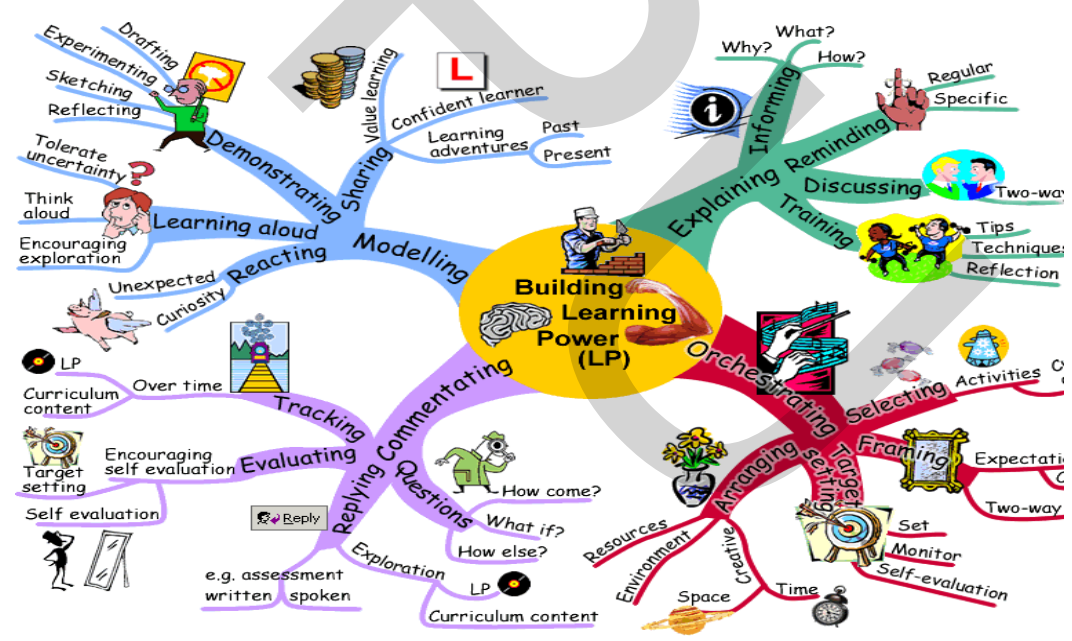 Building
Learning
Power
(LP)
Modelling
Demonstrating
Drafting
Experimenting
Sketching
Reflecting
Sharing
Value learning
L
Confident learner
Learning
adventures
Past
Present
Learning aloud
Tolerate
uncertainty
?
Think
aloud
Encouraging
exploration
Reacting
Unexpected
Curiosity
Explaining
Informing
i
Why?
What?
How?
Reminding
Regular
Specific
Discussing
Two-way
Training
Tips
Techniques
Reflection
Orchestrating
Selecting
Activities
Framing
Expectati
Two-way
Target
setting
Set
Monitor
Self-evaluation
Arranging
Resources
Environment
Creative
Space
Time
Commentating
Tracking
Over time
LP
Curriculum
content
Evaluating
Encouraging
self evaluation
Target
setting
Self evaluation
Replying
Reply
e.g. assessment
written spoken
Exploration
LP
Curriculum content
Questions
How come?
What if?
How else?